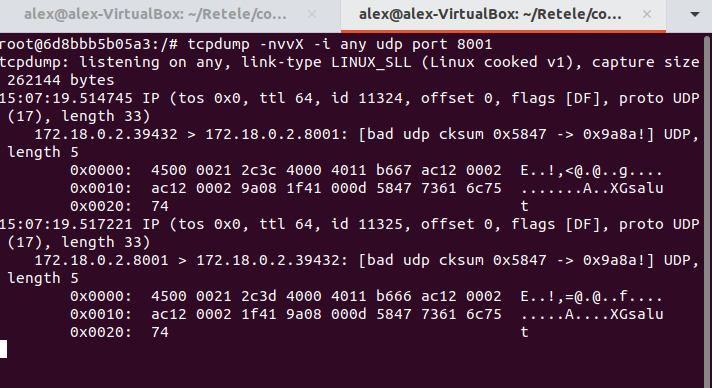 alex@alex-VirtualBox: ~/Retele/co... × alex@alex-VirtualBox: ~/Retele/co... ×
root@6d8bbb5b05a3:/# tcpdump -nvvX -i any udp port 8001
tcpdump: listening on any, link-type LINUX_SLL (Linux cooked v1), capture size
262144 bytes
15:07:19.514745 IP (tos 0x0, ttl 64, id 11324, offset 0, flags [DF], proto UDP
(17), length 33)
172.18.0.2.39432 > 172.18.0.2.8001: [bad udp cksum 0x5847 -> 0x9a8a!] UDP,
length 5
0x0000:  4500 0021 2c3c 4000 4011 b667 ac12 0002  E..!,<@.@..g....
0x0010:  ac12 0002 9a08 1f41 000d 5847 7361 6c75  .......A..XGsalu
0x0020:  74  t
15:07:19.517221 IP (tos 0x0, ttl 64, id 11325, offset 0, flags [DF], proto UDP
(17), length 33)
172.18.0.2.8001 > 172.18.0.2.39432: [bad udp cksum 0x5847 -> 0x9a8a!] UDP,
length 5
0x0000:  4500 0021 2c3d 4000 4011 b666 ac12 0002  E..!,=@.@..f....
0x0010:  ac12 0002 1f41 9a08 000d 5847 7361 6c75  .....A....XGsalu
0x0020:  74  t